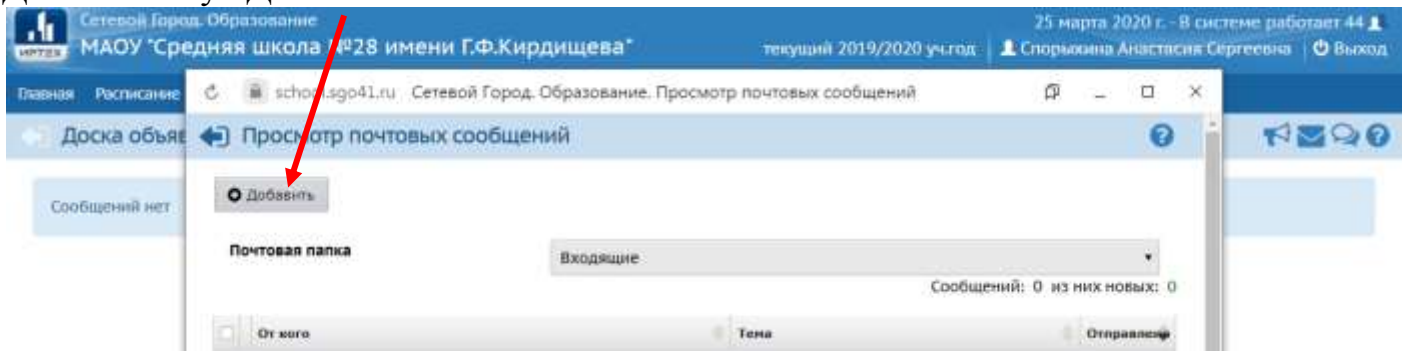 Сетевой Город. Образование
25 марта 2020 г. - В системе работает 44
ИРТЕХ
МАОУ "Средняя школа №28 имени Г.Ф.Кирдищева"
текущий 2019/2020 уч.год
Спорыхина Анастасия Сергеевна
Выход
Главная Расписание
school.sgo41.ru Сетевой Город. Образование. Просмотр почтовых сообщений
Доска объяв
Просмотр почтовых сообщений
Добавить
Сообщений нет
Почтовая папка
Входящие
Сообщений: 0 из них новых: 0
От кого Тема Отправлено